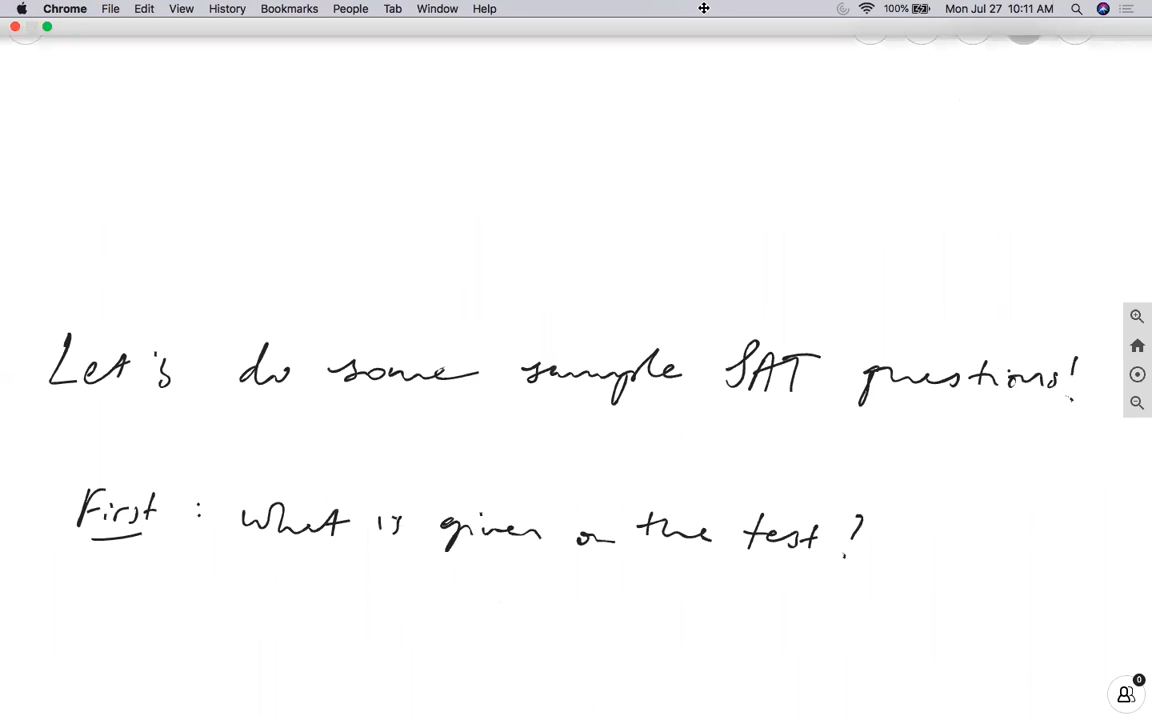 Chrome File Edit View History Bookmarks People Tab Window Help 100% Mon Jul 27 10:11 AM
Let's do some sample SAT questions!
First : What is given on the test ?
0